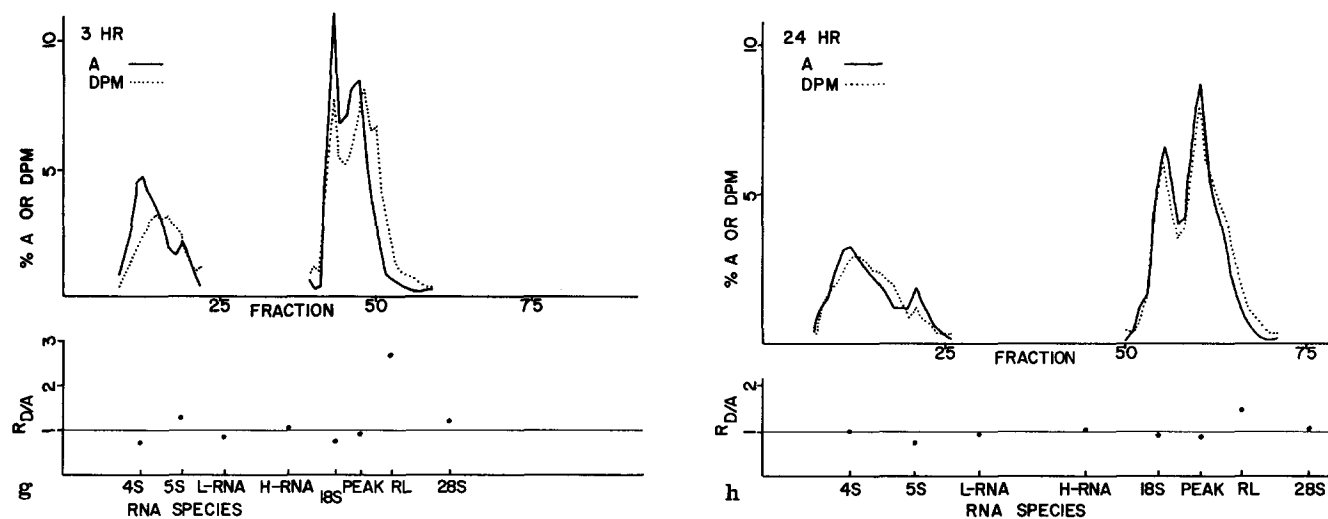 3 HR
A
DPM
10
5
% A OR DPM
25
50
75
FRACTION
3
2
1
R D/A
4S 5S L-RNA H-RNA 18S PEAK RL 28S
RNA SPECIES
g
24 HR
A
DPM
10
5
% A OR DPM
25
50
75
FRACTION
2
1
R D/A
4S 5S L-RNA H-RNA 18S PEAK RL 28S
RNA SPECIES
h